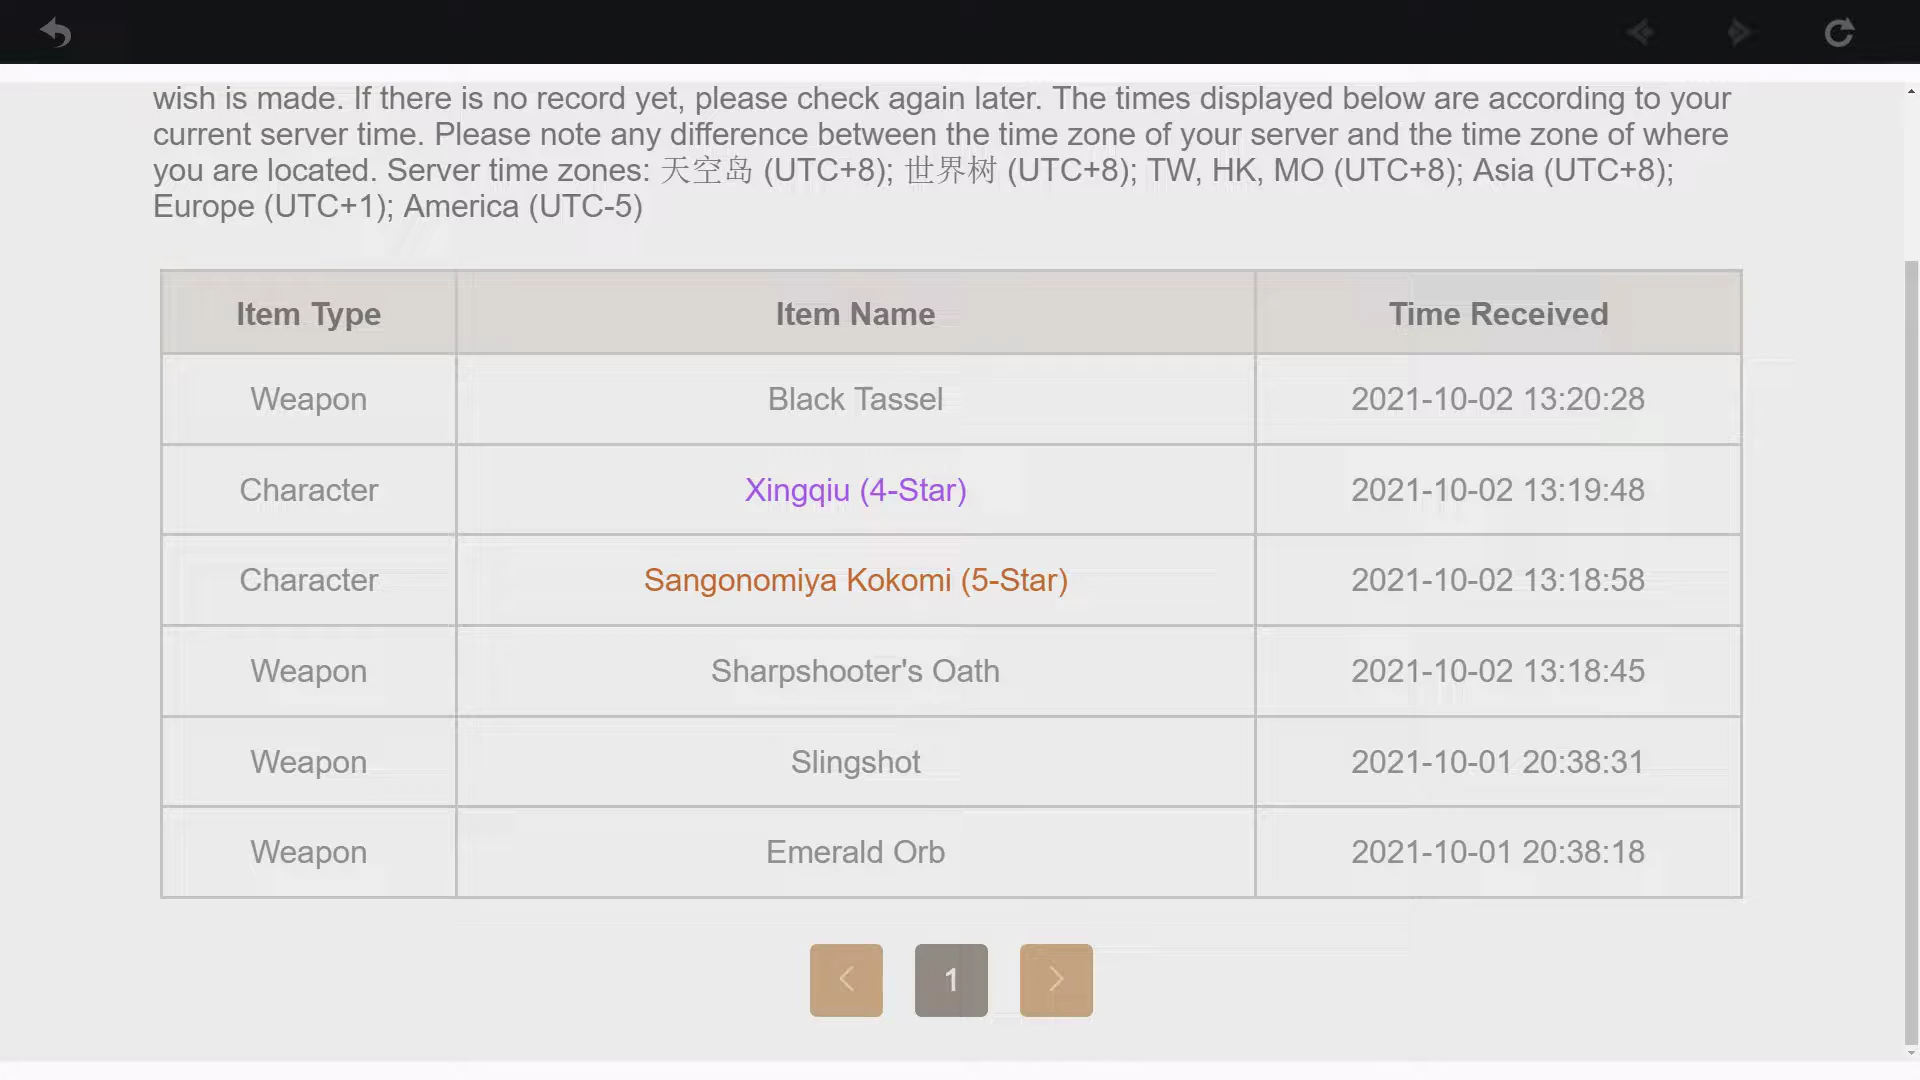 wish is made. If there is no record yet, please check again later. The times displayed below are according to your
current server time. Please note any difference between the time zone of your server and the time zone of where
you are located. Server time zones: 天空岛 (UTC+8); 世界树 (UTC+8); TW, HK, MO (UTC+8); Asia (UTC+8);
Europe (UTC+1); America (UTC-5)
Item Type Item Name Time Received
Weapon Black Tassel 2021-10-02 13:20:28
Character Xingqiu (4-Star) 2021-10-02 13:19:48
Character Sangonomiya Kokomi (5-Star) 2021-10-02 13:18:58
Weapon Sharpshooter's Oath 2021-10-02 13:18:45
Weapon Slingshot 2021-10-01 20:38:31
Weapon Emerald Orb 2021-10-01 20:38:18
1